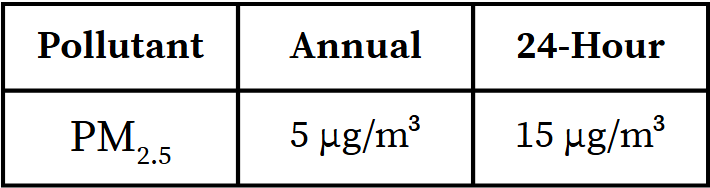 Pollutant Annual 24-Hour
PM₂.₅ 5 µg/m³ 15 µg/m³